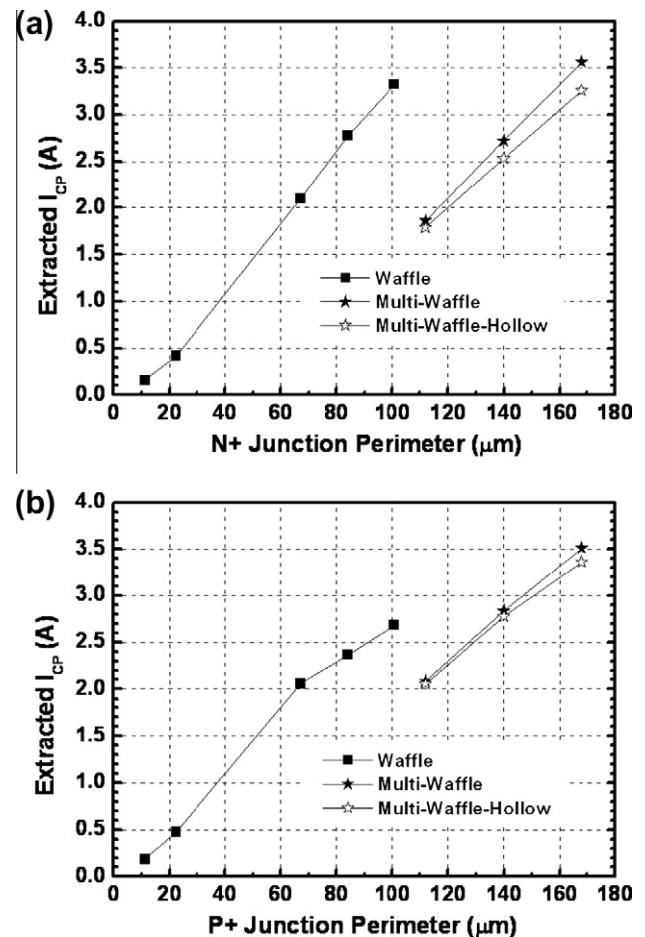 (a)
4.0
3.5
3.0
2.5
2.0
1.5
1.0
0.5
0.0
Extracted I_CP (A)
Waffle
Multi-Waffle
Multi-Waffle-Hollow
0 20 40 60 80 100 120 140 160 180
N+ Junction Perimeter (μm)
(b)
4.0
3.5
3.0
2.5
2.0
1.5
1.0
0.5
0.0
Extracted I_CP (A)
Waffle
Multi-Waffle
Multi-Waffle-Hollow
0 20 40 60 80 100 120 140 160 180
P+ Junction Perimeter (μm)